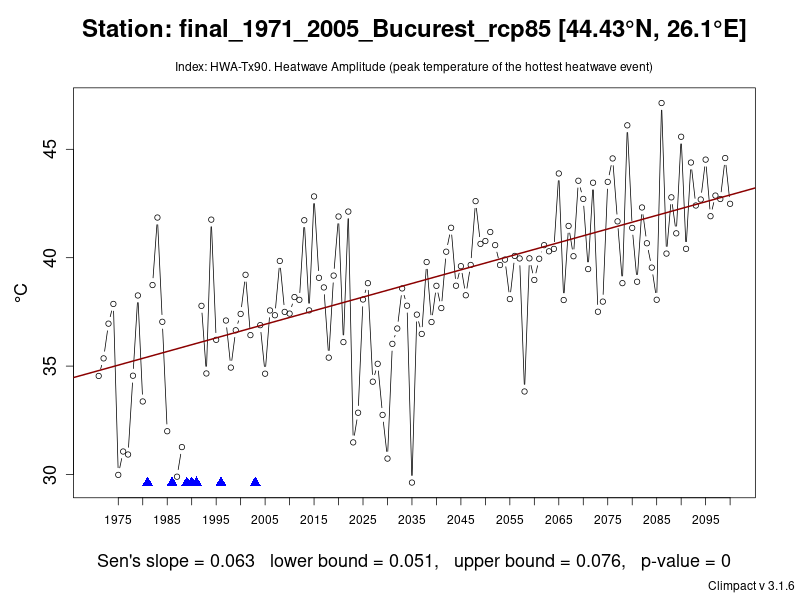 Station: final_1971_2005_Bucurest_rcp85 [44.43°N, 26.1°E]
Index: HWA-Tx90. Heatwave Amplitude (peak temperature of the hottest heatwave event)
°C
45
40
35
30
1975 1985 1995 2005 2015 2025 2035 2045 2055 2065 2075 2085 2095
Sen's slope = 0.063 lower bound = 0.051, upper bound = 0.076, p-value = 0
Climpact v 3.1.6